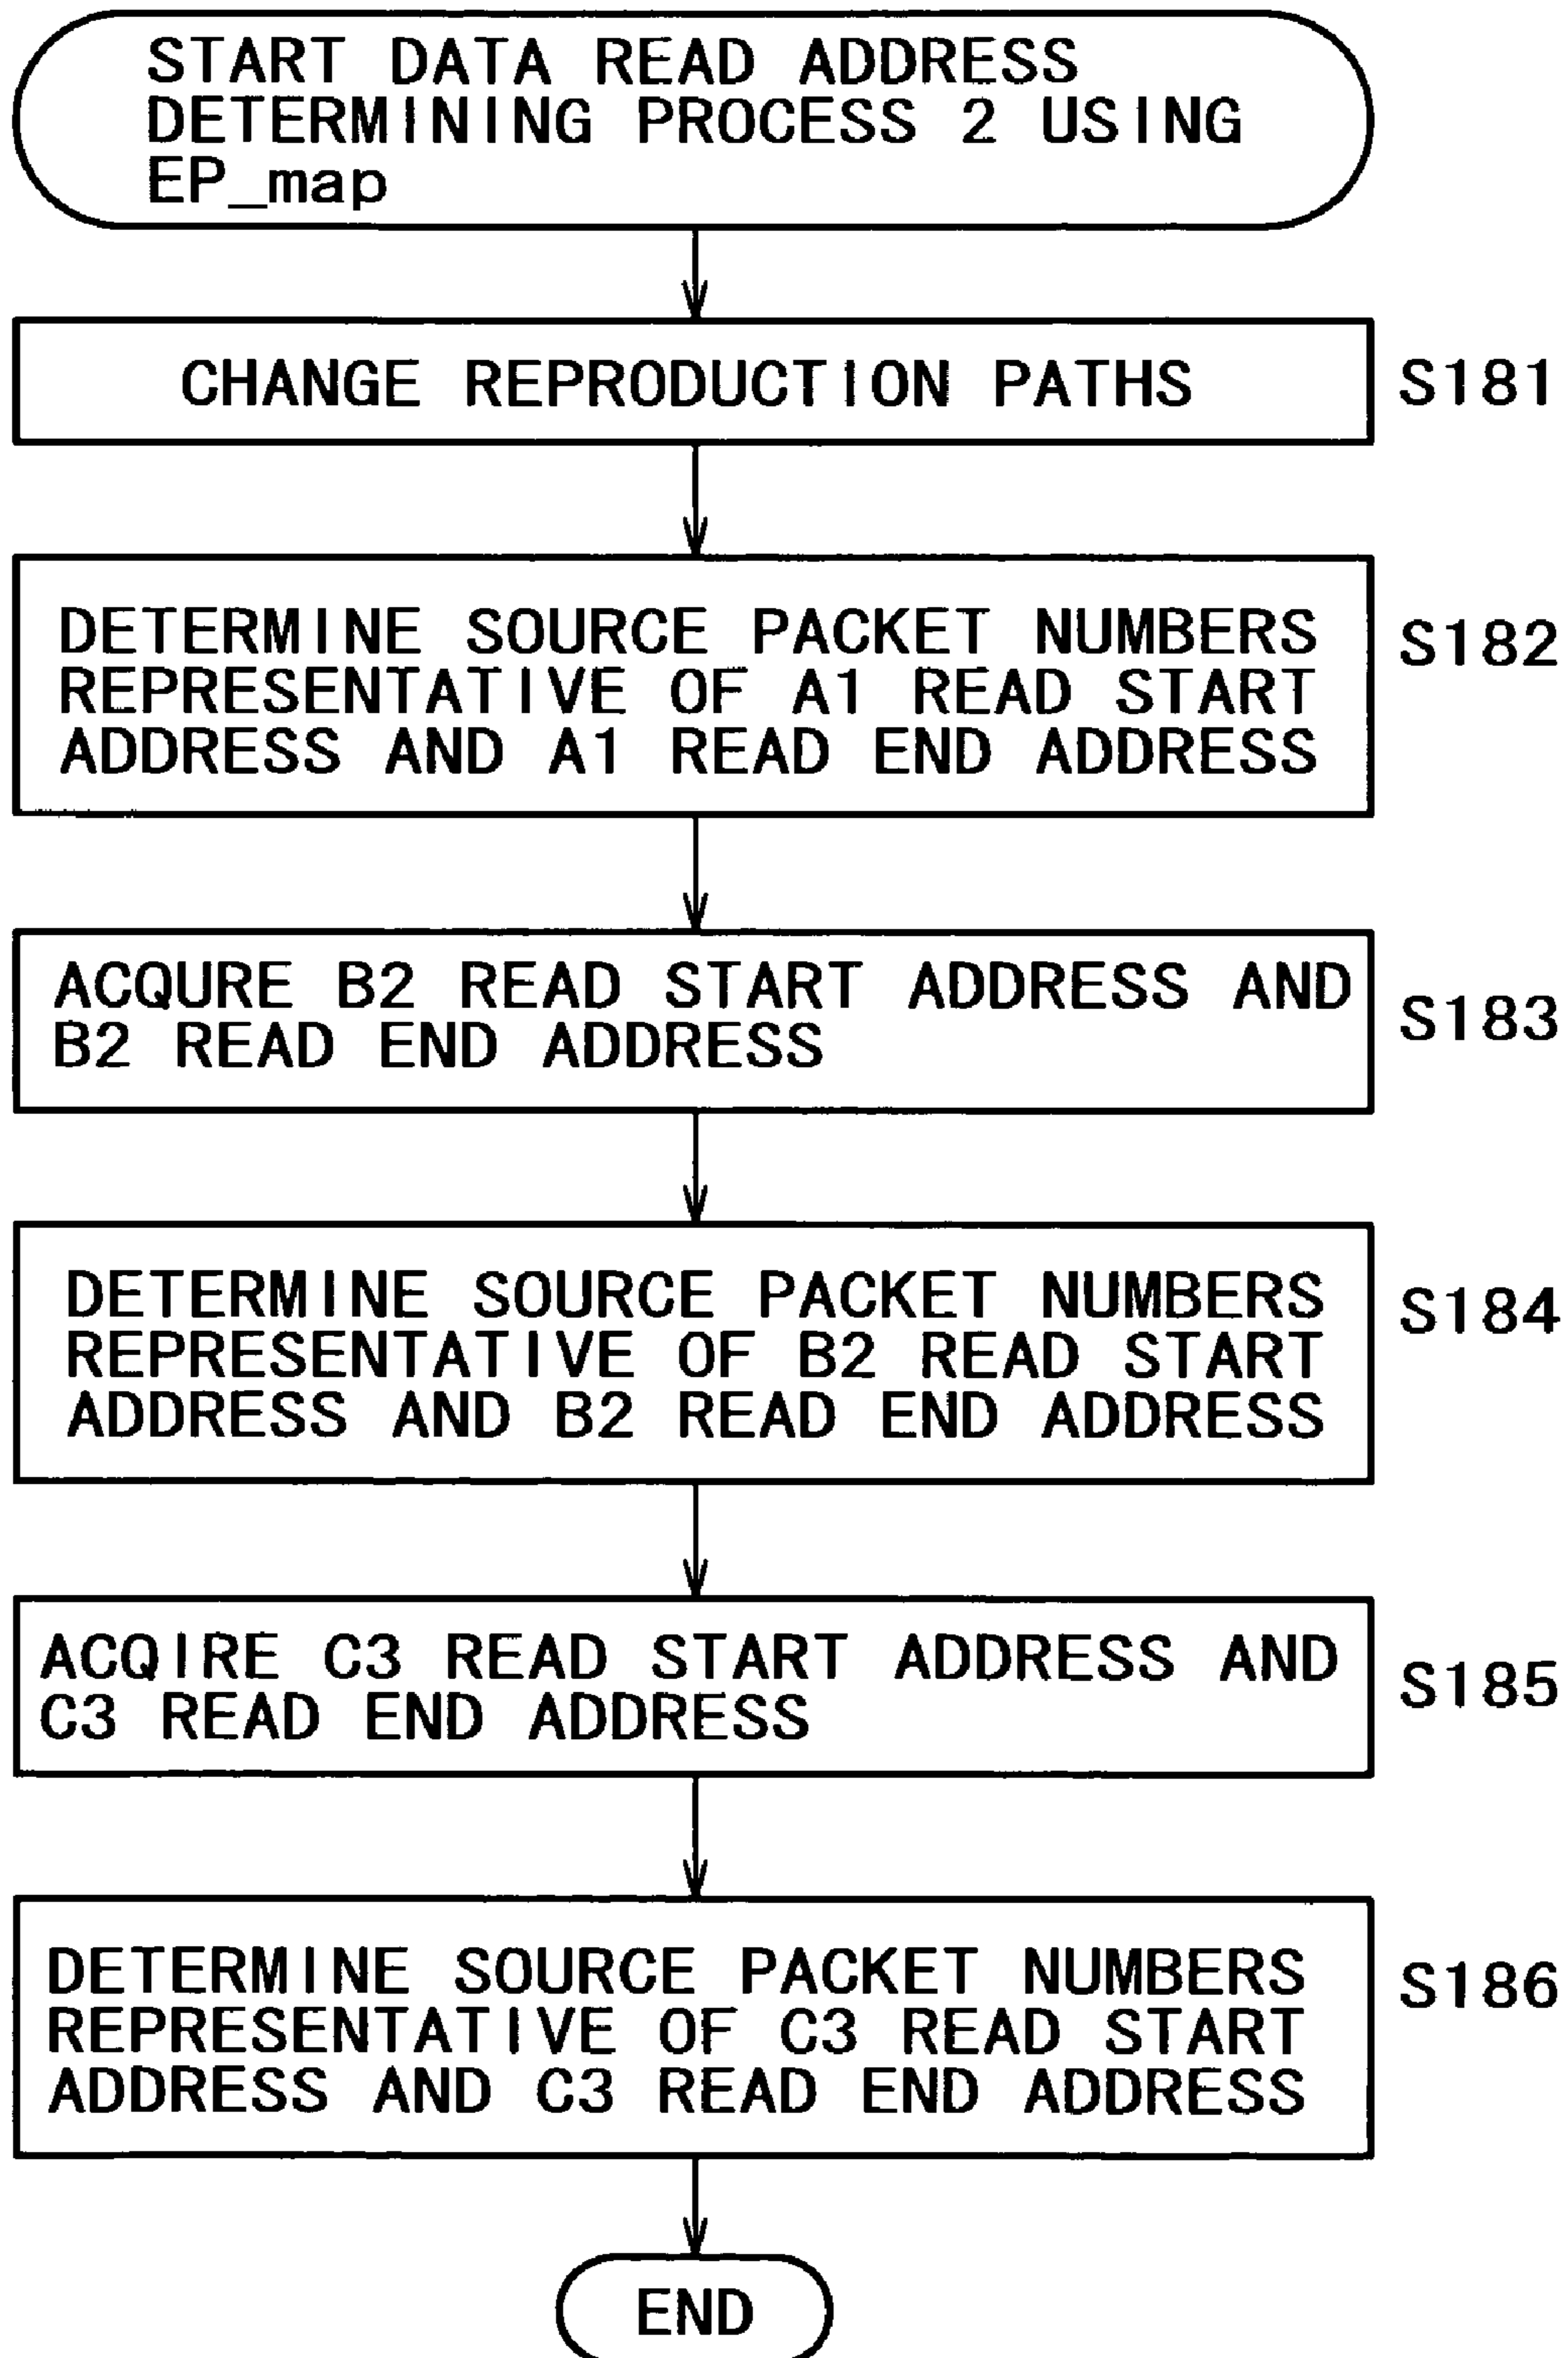 START DATA READ ADDRESS
DETERMINING PROCESS 2 USING
EP_map
CHANGE REPRODUCTION PATHS
S181
DETERMINE SOURCE PACKET NUMBERS
REPRESENTATIVE OF A1 READ START
ADDRESS AND A1 READ END ADDRESS
S182
ACQURE B2 READ START ADDRESS AND
B2 READ END ADDRESS
S183
DETERMINE SOURCE PACKET NUMBERS
REPRESENTATIVE OF B2 READ START
ADDRESS AND B2 READ END ADDRESS
S184
ACQIRE C3 READ START ADDRESS AND
C3 READ END ADDRESS
S185
DETERMINE SOURCE PACKET NUMBERS
REPRESENTATIVE OF C3 READ START
ADDRESS AND C3 READ END ADDRESS
S186
END